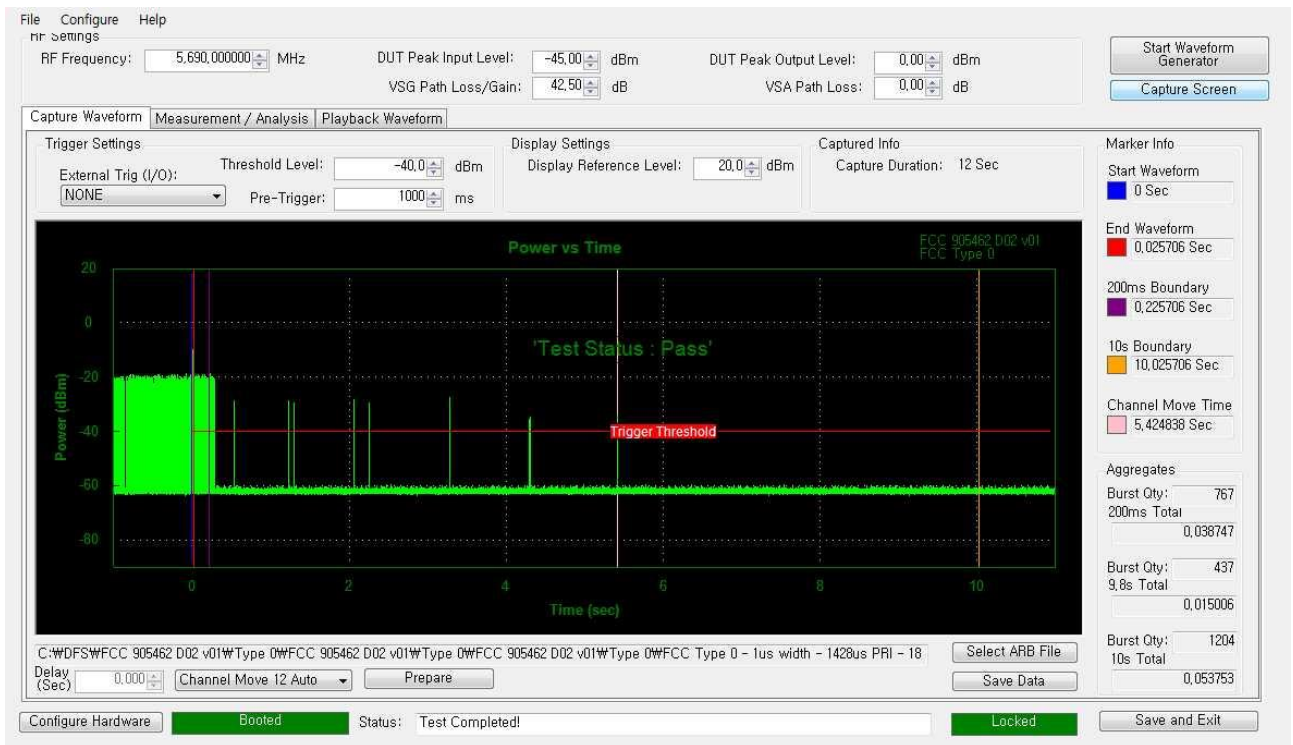 File Configure Help
RF Settings
RF Frequency: 5,690,000000 MHz DUT Peak Input Level: -45,00 dBm DUT Peak Output Level: 0,00 dBm
VSG Path Loss/Gain: 42,50 dB VSA Path Loss: 0,00 dB
Start Waveform
Generator
Capture Screen
Capture Waveform Measurement / Analysis Playback Waveform
Trigger Settings
External Trig (I/O):
NONE
Threshold Level: -40,0 dBm
Pre-Trigger: 1000 ms
Display Settings
Display Reference Level: 20,0 dBm
Captured Info
Capture Duration: 12 Sec
Power vs Time
FCC 905462 D02 v01
FCC Type 0
'Test Status : Pass'
Trigger Threshold
Power (dBm)
20
0
-20
-40
-60
-80
0 2 4 6 8 10
Time (sec)
Marker Info
Start Waveform
0 Sec
End Waveform
0,025706 Sec
200ms Boundary
0,225706 Sec
10s Boundary
10,025706 Sec
Channel Move Time
5,424838 Sec
Aggregates
Burst Qty: 767
200ms Total
0,038747
Burst Qty: 437
9,8s Total
0,015006
Burst Qty: 1204
10s Total
0,053753
C:₩DFS₩FCC 905462 D02 v01₩Type 0₩FCC 905462 D02 v01₩Type 0₩FCC 905462 D02 v01₩Type 0₩FCC Type 0 - 1us width - 1428us PRI - 18
Select ARB File
Delay
(Sec) 0,000 Channel Move 12 Auto Prepare
Save Data
Configure Hardware Booted Status: Test Completed! Locked Save and Exit